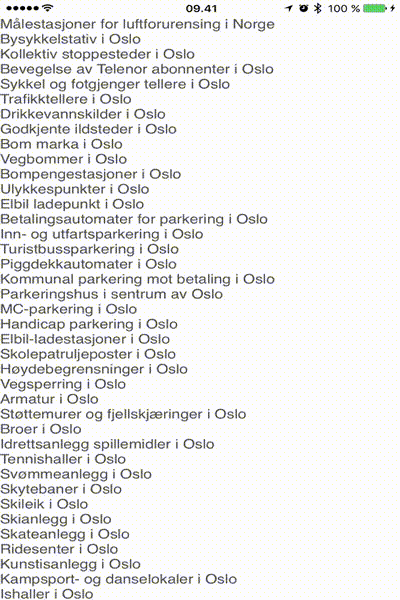 09.41
100 %
Målestasjoner for luftforurensing i Norge
Bysykkelstativ i Oslo
Kollektiv stoppesteder i Oslo
Bevegelse av Telenor abonnenter i Oslo
Sykkel og fotgjenger tellere i Oslo
Trafikktellere i Oslo
Drikkevannskilder i Oslo
Godkjente ildsteder i Oslo
Bom marka i Oslo
Vegbommer i Oslo
Bompengestasjoner i Oslo
Ulykkespunkter i Oslo
Elbil ladepunkt i Oslo
Betalingsautomater for parkering i Oslo
Inn- og utfartsparkering i Oslo
Turistbussparkering i Oslo
Piggdekkautomater i Oslo
Kommunal parkering mot betaling i Oslo
Parkeringshus i sentrum av Oslo
MC-parkering i Oslo
Handicap parkering i Oslo
Elbil-ladestasjoner i Oslo
Skolepatruljeposter i Oslo
Høydebegrensninger i Oslo
Vegsperring i Oslo
Armatur i Oslo
Støttemurer og fjellskjæringer i Oslo
Broer i Oslo
Idrettsanlegg spillemidler i Oslo
Tennishaller i Oslo
Svømmeanlegg i Oslo
Skytebaner i Oslo
Skileik i Oslo
Skianlegg i Oslo
Skateanlegg i Oslo
Ridesenter i Oslo
Kunstisanlegg i Oslo
Kampsport- og danselokaler i Oslo
Ishaller i Oslo